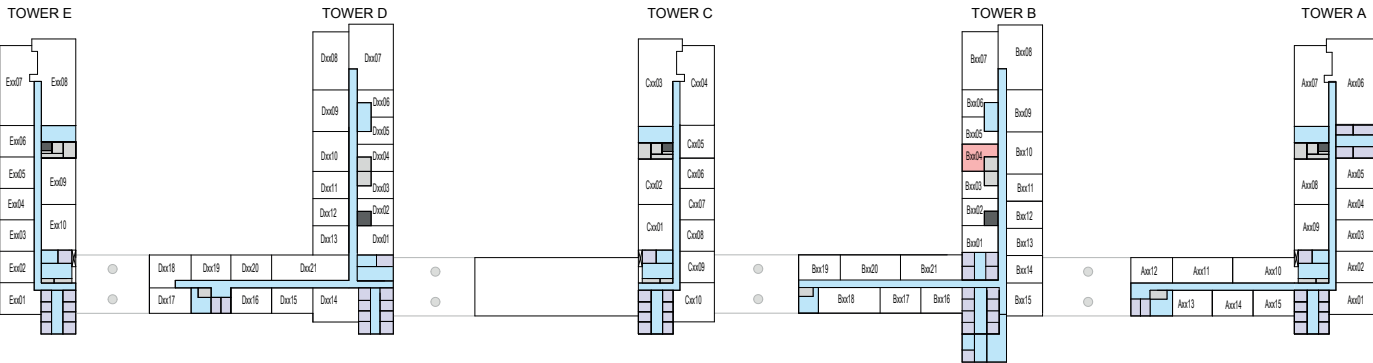 TOWER E
TOWER D
TOWER C
TOWER B
TOWER A
Exx07
Exx08
Exx06
Exx05
Exx09
Exx04
Exx03
Exx10
Exx02
Exx01
Dxx08
Dxx07
Dxx09
Dxx06
Dxx05
Dxx10
Dxx04
Dxx11
Dxx03
Dxx12
Dxx02
Dxx13
Dxx01
Dxx18
Dxx19
Dxx20
Dxx21
Dxx17
Dxx16
Dxx15
Dxx14
Cxx03
Cxx04
Cxx05
Cxx02
Cxx06
Cxx07
Cxx01
Cxx08
Cxx09
Cxx10
Bxx07
Bxx08
Bxx06
Bxx09
Bxx05
Bxx04
Bxx10
Bxx03
Bxx11
Bxx02
Bxx12
Bxx01
Bxx13
Bxx19
Bxx20
Bxx21
Bxx14
Bxx18
Bxx17
Bxx16
Bxx15
Axx07
Axx06
Axx08
Axx05
Axx04
Axx09
Axx03
Axx12
Axx11
Axx10
Axx02
Axx13
Axx14
Axx15
Axx01